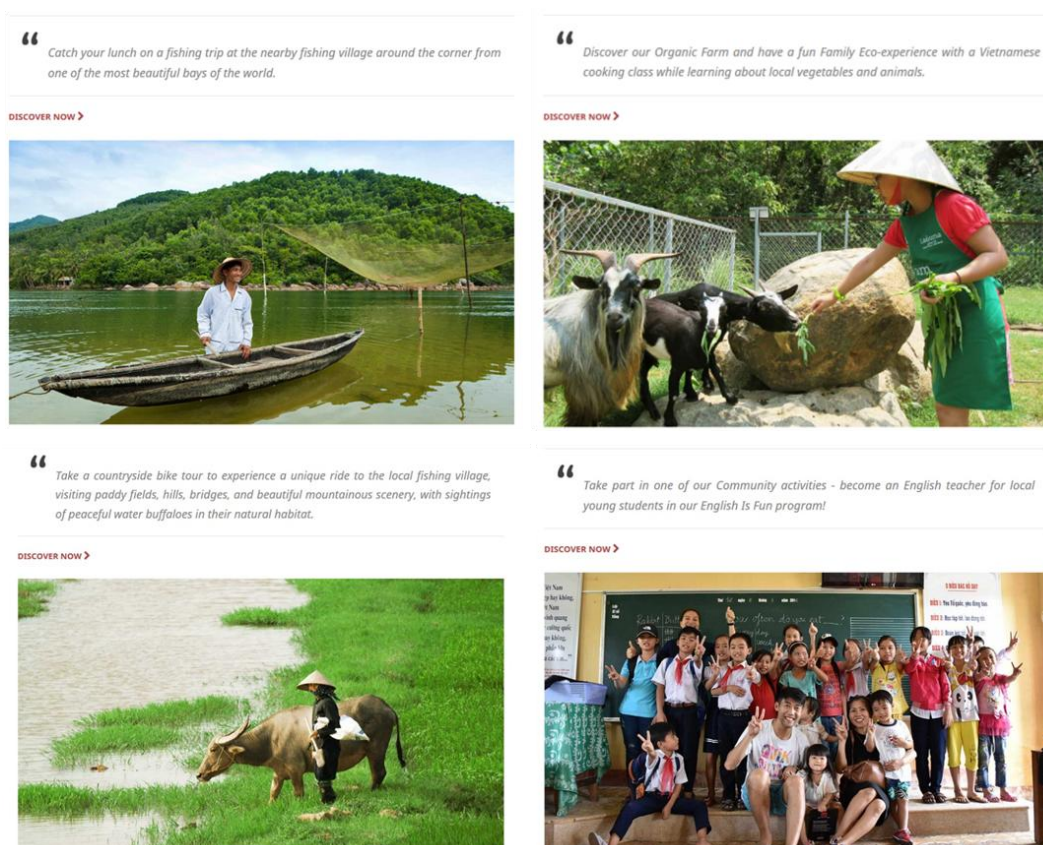 Catch your lunch on a fishing trip at the nearby fishing village around the corner from
one of the most beautiful bays of the world.
DISCOVER NOW
Discover our Organic Farm and have a fun Family Eco-experience with a Vietnamese
cooking class while learning about local vegetables and animals.
DISCOVER NOW
Take a countryside bike tour to experience a unique ride to the local fishing village,
visiting paddy fields, hills, bridges, and beautiful mountainous scenery, with sightings
of peaceful water buffaloes in their natural habitat.
DISCOVER NOW
Take part in one of our Community activities - become an English teacher for local
young students in our English Is Fun program!
DISCOVER NOW
Rabbit
often do you eat